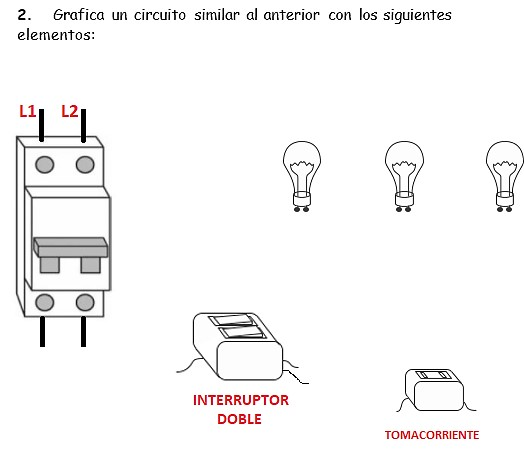 2. Grafica un circuito similar al anterior con los siguientes
elementos:
L1 L2
INTERRUPTOR
DOBLE
TOMACORRIENTE